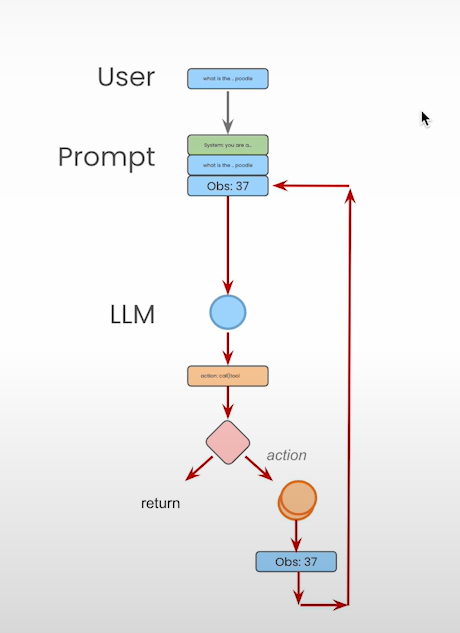 User
what is the .. poodle
Prompt
System: you are a..
what is the .. poodle
Obs: 37
LLM
action: call()tool
action
return
Obs: 37